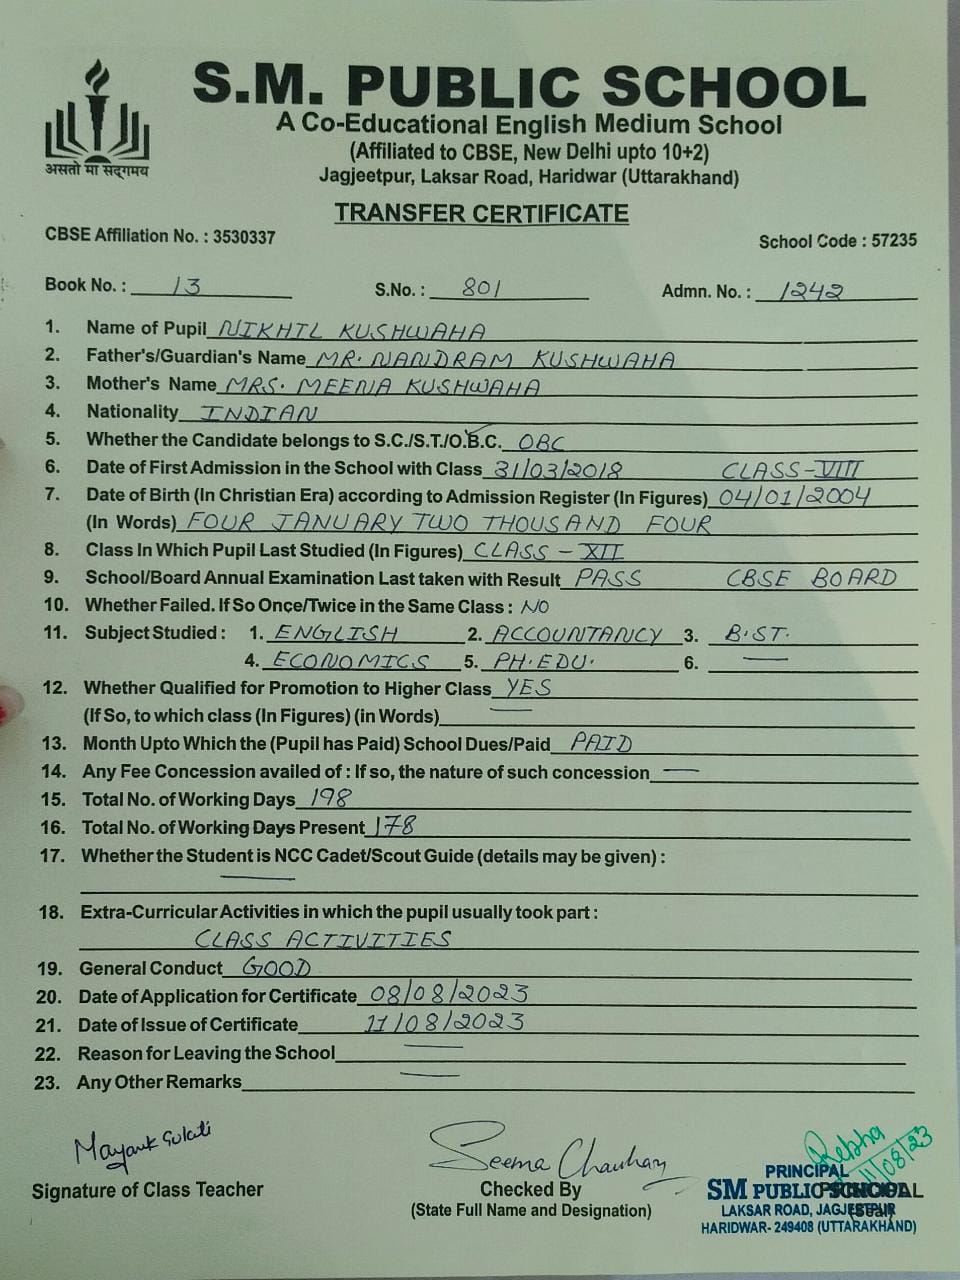 S.M. PUBLIC SCHOOL
A Co-Educational English Medium School
(Affiliated to CBSE, New Delhi upto 10+2)
असतो मा सद्गमय
Jagjeetpur, Laksar Road, Haridwar (Uttarakhand)
TRANSFER CERTIFICATE
CBSE Affiliation No. : 3530337 School Code : 57235
Book No. : 13 S.No. : 801 Admn. No. : 1242
1. Name of Pupil NIKHIL KUSHWAHA
2. Father's/Guardian's Name MR. NANDRAM KUSHWAHA
3. Mother's Name MRS. MEENA KUSHWAHA
4. Nationality INDIAN
5. Whether the Candidate belongs to S.C./S.T./O.B.C. OBC
6. Date of First Admission in the School with Class 31/03/2018 CLASS-VIII
7. Date of Birth (In Christian Era) according to Admission Register (In Figures) 04/01/2004
(In Words) FOUR JANUARY TWO THOUSAND FOUR
8. Class In Which Pupil Last Studied (In Figures) CLASS - XII
9. School/Board Annual Examination Last taken with Result PASS CBSE BOARD
10. Whether Failed. If So Once/Twice in the Same Class : NO
11. Subject Studied : 1. ENGLISH 2. ACCOUNTANCY 3. B.ST.
4. ECONOMICS 5. PH.EDU. 6. —
12. Whether Qualified for Promotion to Higher Class YES
(If So, to which class (In Figures) (in Words) —
13. Month Upto Which the (Pupil has Paid) School Dues/Paid PAID
14. Any Fee Concession availed of : If so, the nature of such concession —
15. Total No. of Working Days 198
16. Total No. of Working Days Present 178
17. Whether the Student is NCC Cadet/Scout Guide (details may be given) :
—
18. Extra-Curricular Activities in which the pupil usually took part :
CLASS ACTIVITIES
19. General Conduct GOOD
20. Date of Application for Certificate 08/08/2023
21. Date of Issue of Certificate 11/08/2023
22. Reason for Leaving the School —
23. Any Other Remarks —
Mayank Gulati Seema Chauhan 11/08/23
Signature of Class Teacher Checked By PRINCIPAL
(State Full Name and Designation) SM PUBLIC SCHOOL
LAKSAR ROAD, JAGJEETPUR
HARIDWAR- 249408 (UTTARAKHAND)